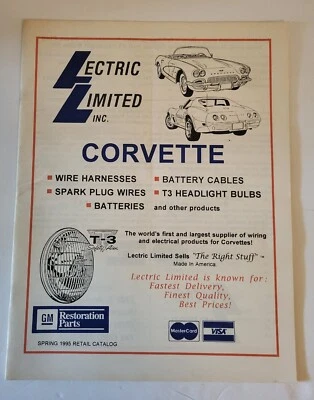 LECTRIC
LIMITED
INC.
CORVETTE
WIRE HARNESSES
BATTERY CABLES
SPARK PLUG WIRES
T3 HEADLIGHT BULBS
BATTERIES and other products
The world's first and largest supplier of wiring
and electrical products for Corvettes!
T-3
Lectric Limited Sells "The Right Stuff" ™
Made in America.
Lectric Limited is known for:
Fastest Delivery,
Finest Quality,
Best Prices!
GM Restoration
Parts
MasterCard VISA
SPRING 1995 RETAIL CATALOG